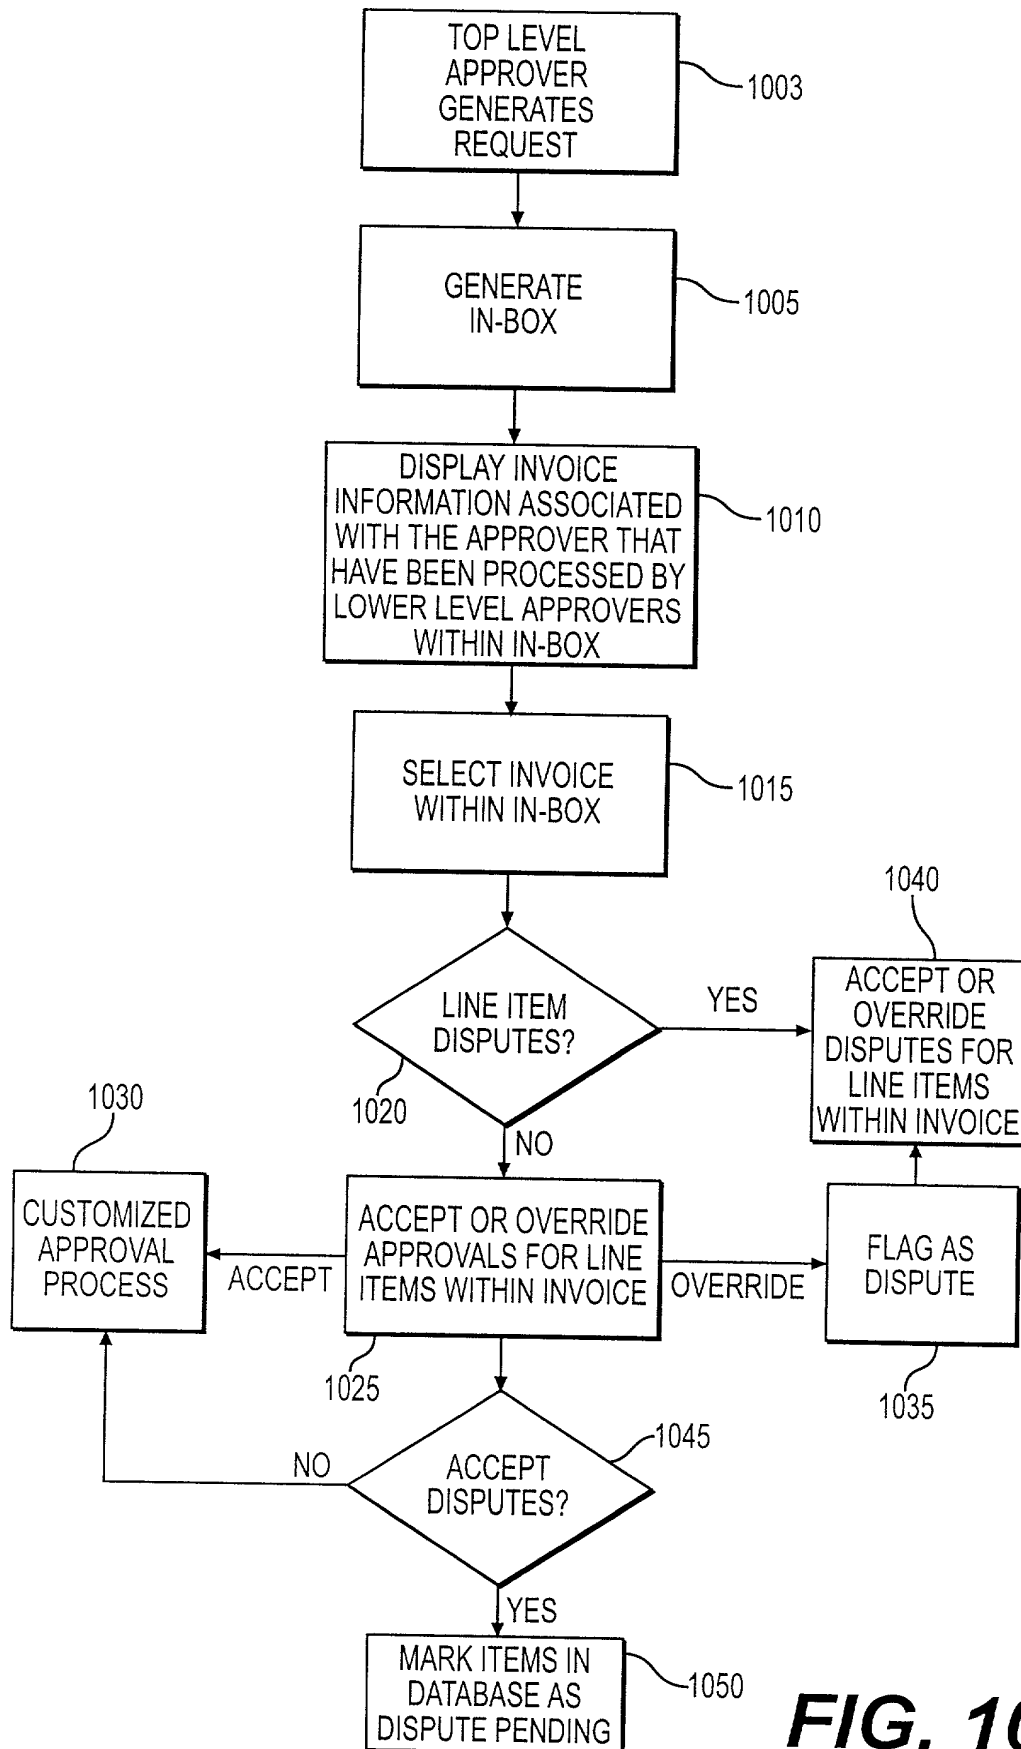 TOP LEVEL
APPROVER
GENERATES
REQUEST
1003
GENERATE
IN-BOX
1005
DISPLAY INVOICE
INFORMATION ASSOCIATED
WITH THE APPROVER THAT
HAVE BEEN PROCESSED BY
LOWER LEVEL APPROVERS
WITHIN IN-BOX
1010
SELECT INVOICE
WITHIN IN-BOX
1015
LINE ITEM
DISPUTES?
1020
YES
1040
ACCEPT OR
OVERRIDE
DISPUTES FOR
LINE ITEMS
WITHIN INVOICE
NO
1030
CUSTOMIZED
APPROVAL
PROCESS
ACCEPT
ACCEPT OR OVERRIDE
APPROVALS FOR LINE
ITEMS WITHIN INVOICE
1025
OVERRIDE
FLAG AS
DISPUTE
1035
ACCEPT
DISPUTES?
1045
NO
YES
MARK ITEMS IN
DATABASE AS
DISPUTE PENDING
1050
FIG. 10